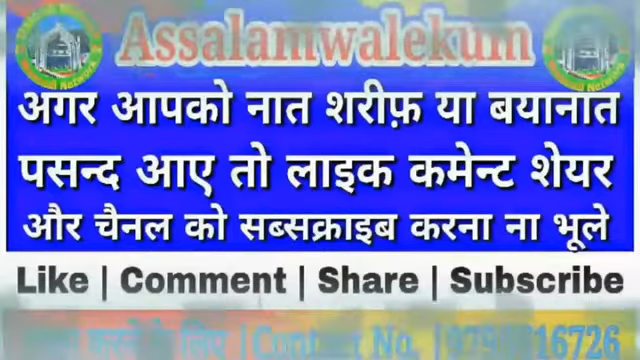 Assalamwalekum
अगर आपको नात शरीफ़ या बयानात
पसन्द आए तो लाइक कमेन्ट शेयर
और चैनल को सब्सक्राइब करना ना भूले
Like | Comment | Share | Subscribe
करने के लिए | Contact No. |